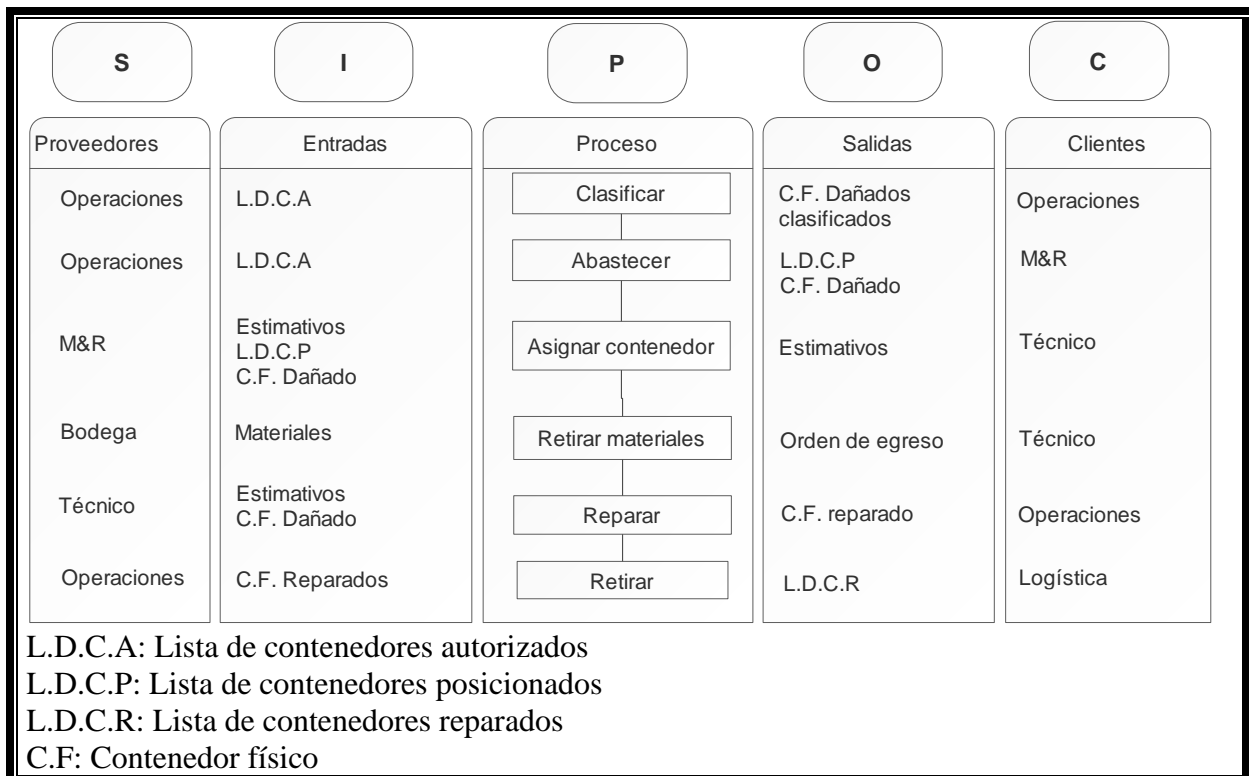 S
I
P
O
C
Proveedores
Entradas
Proceso
Salidas
Clientes
Operaciones
L.D.C.A
Clasificar
C.F. Dañados
clasificados
Operaciones
Operaciones
L.D.C.A
Abastecer
L.D.C.P
C.F. Dañado
M&R
M&R
Estimativos
L.D.C.P
C.F. Dañado
Asignar contenedor
Estimativos
Técnico
Bodega
Materiales
Retirar materiales
Orden de egreso
Técnico
Técnico
Estimativos
C.F. Dañado
Reparar
C.F. reparado
Operaciones
Operaciones
C.F. Reparados
Retirar
L.D.C.R
Logística
L.D.C.A: Lista de contenedores autorizados
L.D.C.P: Lista de contenedores posicionados
L.D.C.R: Lista de contenedores reparados
C.F: Contenedor físico